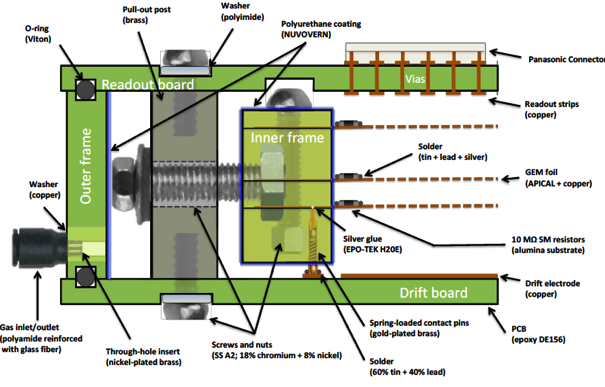 Pull-out post
(brass)
Washer
(polyimide)
Polyurethane coating
(NUVOVERN)
O-ring
(Viton)
Panasonic Connector
Readout board
Vias
Readout strips
(copper)
Outer frame
Inner frame
Solder
(tin + lead + silver)
GEM foil
(APICAL + copper)
Washer
(copper)
Silver glue
(EPO-TEK H20E)
10 MΩ SM resistors
(alumina substrate)
Drift board
Drift electrode
(copper)
Gas inlet/outlet
(polyamide reinforced
with glass fiber)
Through-hole insert
(nickel-plated brass)
Screws and nuts
(SS A2; 18% chromium + 8% nickel)
Spring-loaded contact pins
(gold-plated brass)
Solder
(60% tin + 40% lead)
PCB
(epoxy DE156)